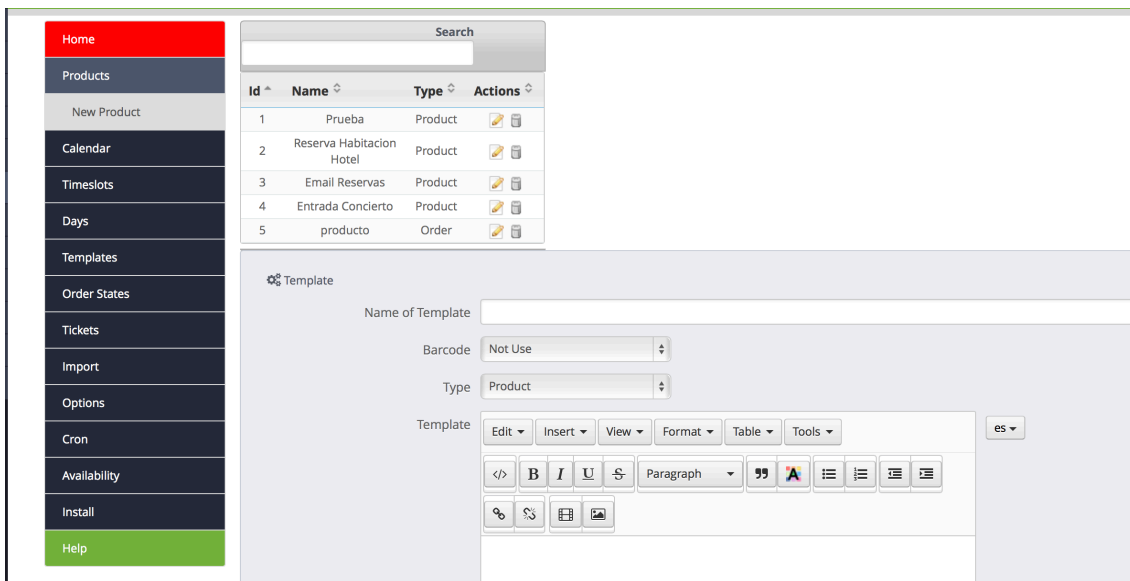 Home
Products
New Product
Calendar
Timeslots
Days
Templates
Order States
Tickets
Import
Options
Cron
Availability
Install
Help
Search
Id Name Type Actions
1 Prueba Product
2 Reserva Habitacion Hotel Product
3 Email Reservas Product
4 Entrada Concierto Product
5 producto Order
Template
Name of Template
Barcode Not Use
Type Product
Template Edit Insert View Format Table Tools es
</> B I U S Paragraph A